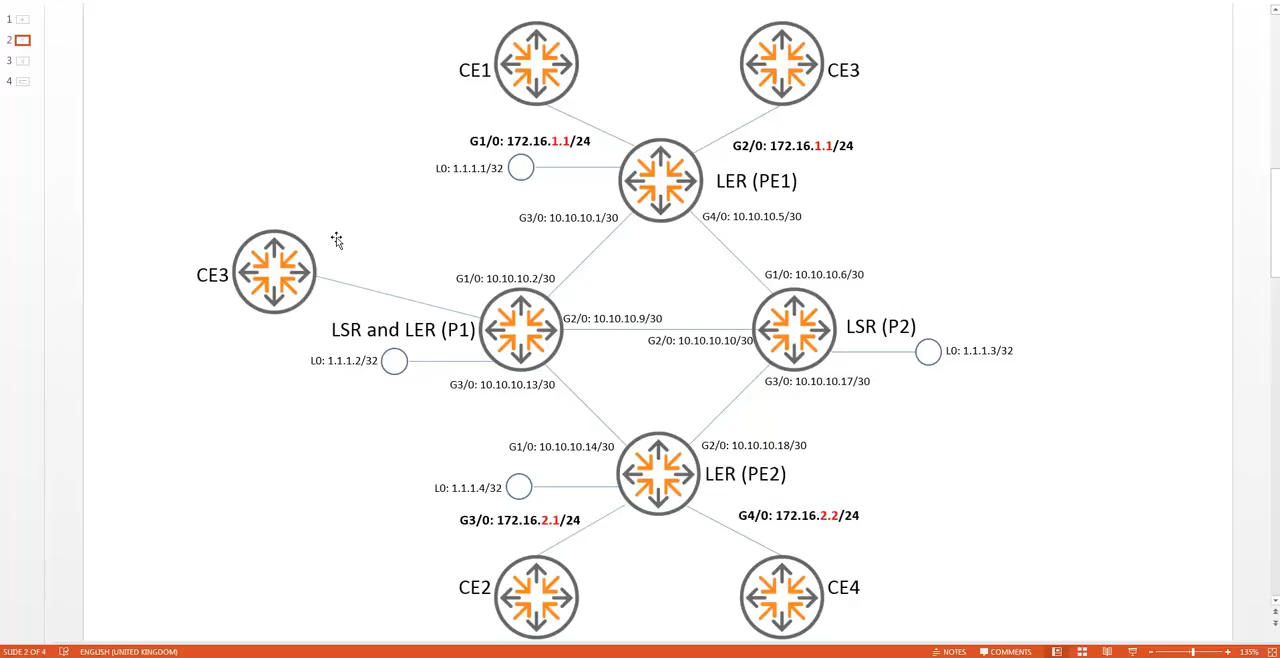 1
2
3
4
CE1
CE3
G1/0: 172.16.1.1/24
G2/0: 172.16.1.1/24
L0: 1.1.1.1/32
LER (PE1)
G3/0: 10.10.10.1/30
G4/0: 10.10.10.5/30
CE3
G1/0: 10.10.10.2/30
G1/0: 10.10.10.6/30
LSR and LER (P1)
G2/0: 10.10.10.9/30
LSR (P2)
G2/0: 10.10.10.10/30
L0: 1.1.1.2/32
L0: 1.1.1.3/32
G3/0: 10.10.10.13/30
G3/0: 10.10.10.17/30
G1/0: 10.10.10.14/30
G2/0: 10.10.10.18/30
LER (PE2)
L0: 1.1.1.4/32
G3/0: 172.16.2.1/24
G4/0: 172.16.2.2/24
CE2
CE4
SLIDE 2 OF 4 ENGLISH (UNITED KINGDOM) NOTES COMMENTS 135%